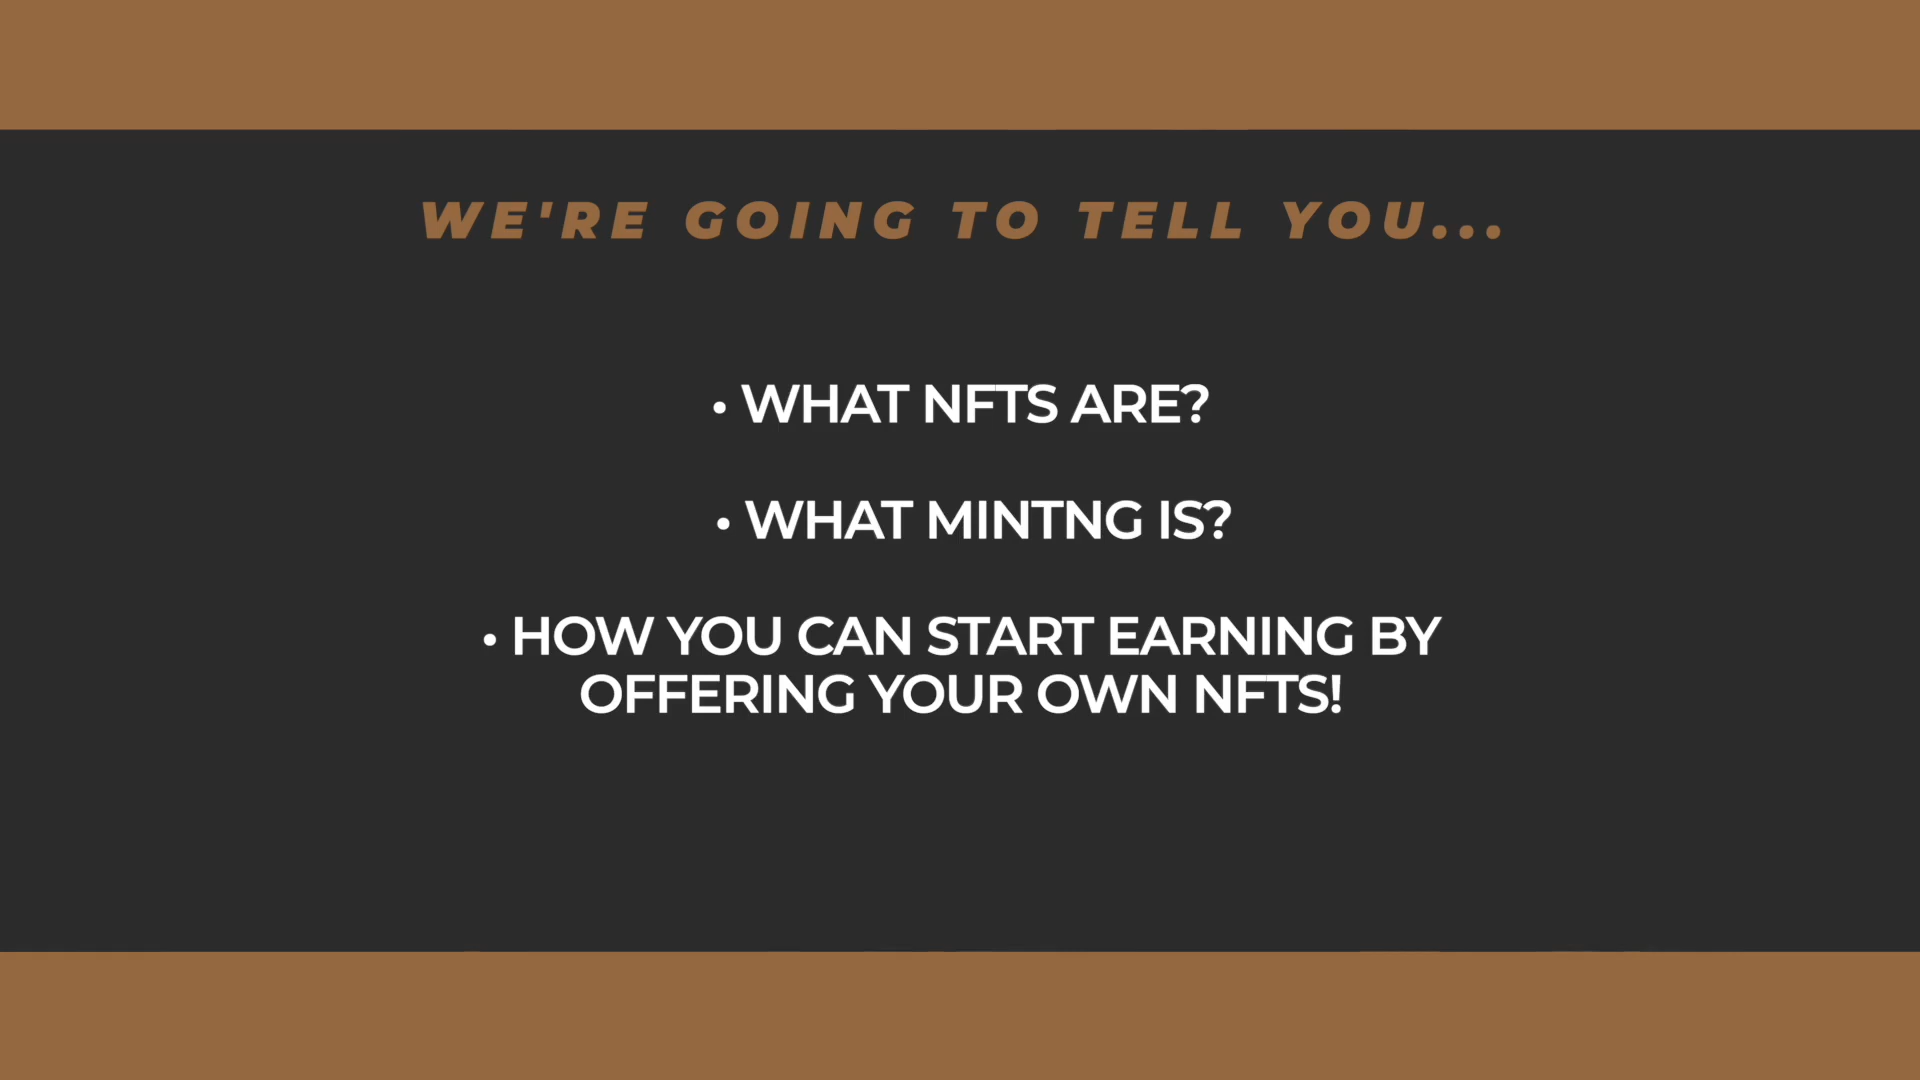 WE'RE GOING TO TELL YOU...
• WHAT NFTS ARE?
• WHAT MINTNG IS?
• HOW YOU CAN START EARNING BY
OFFERING YOUR OWN NFTS!